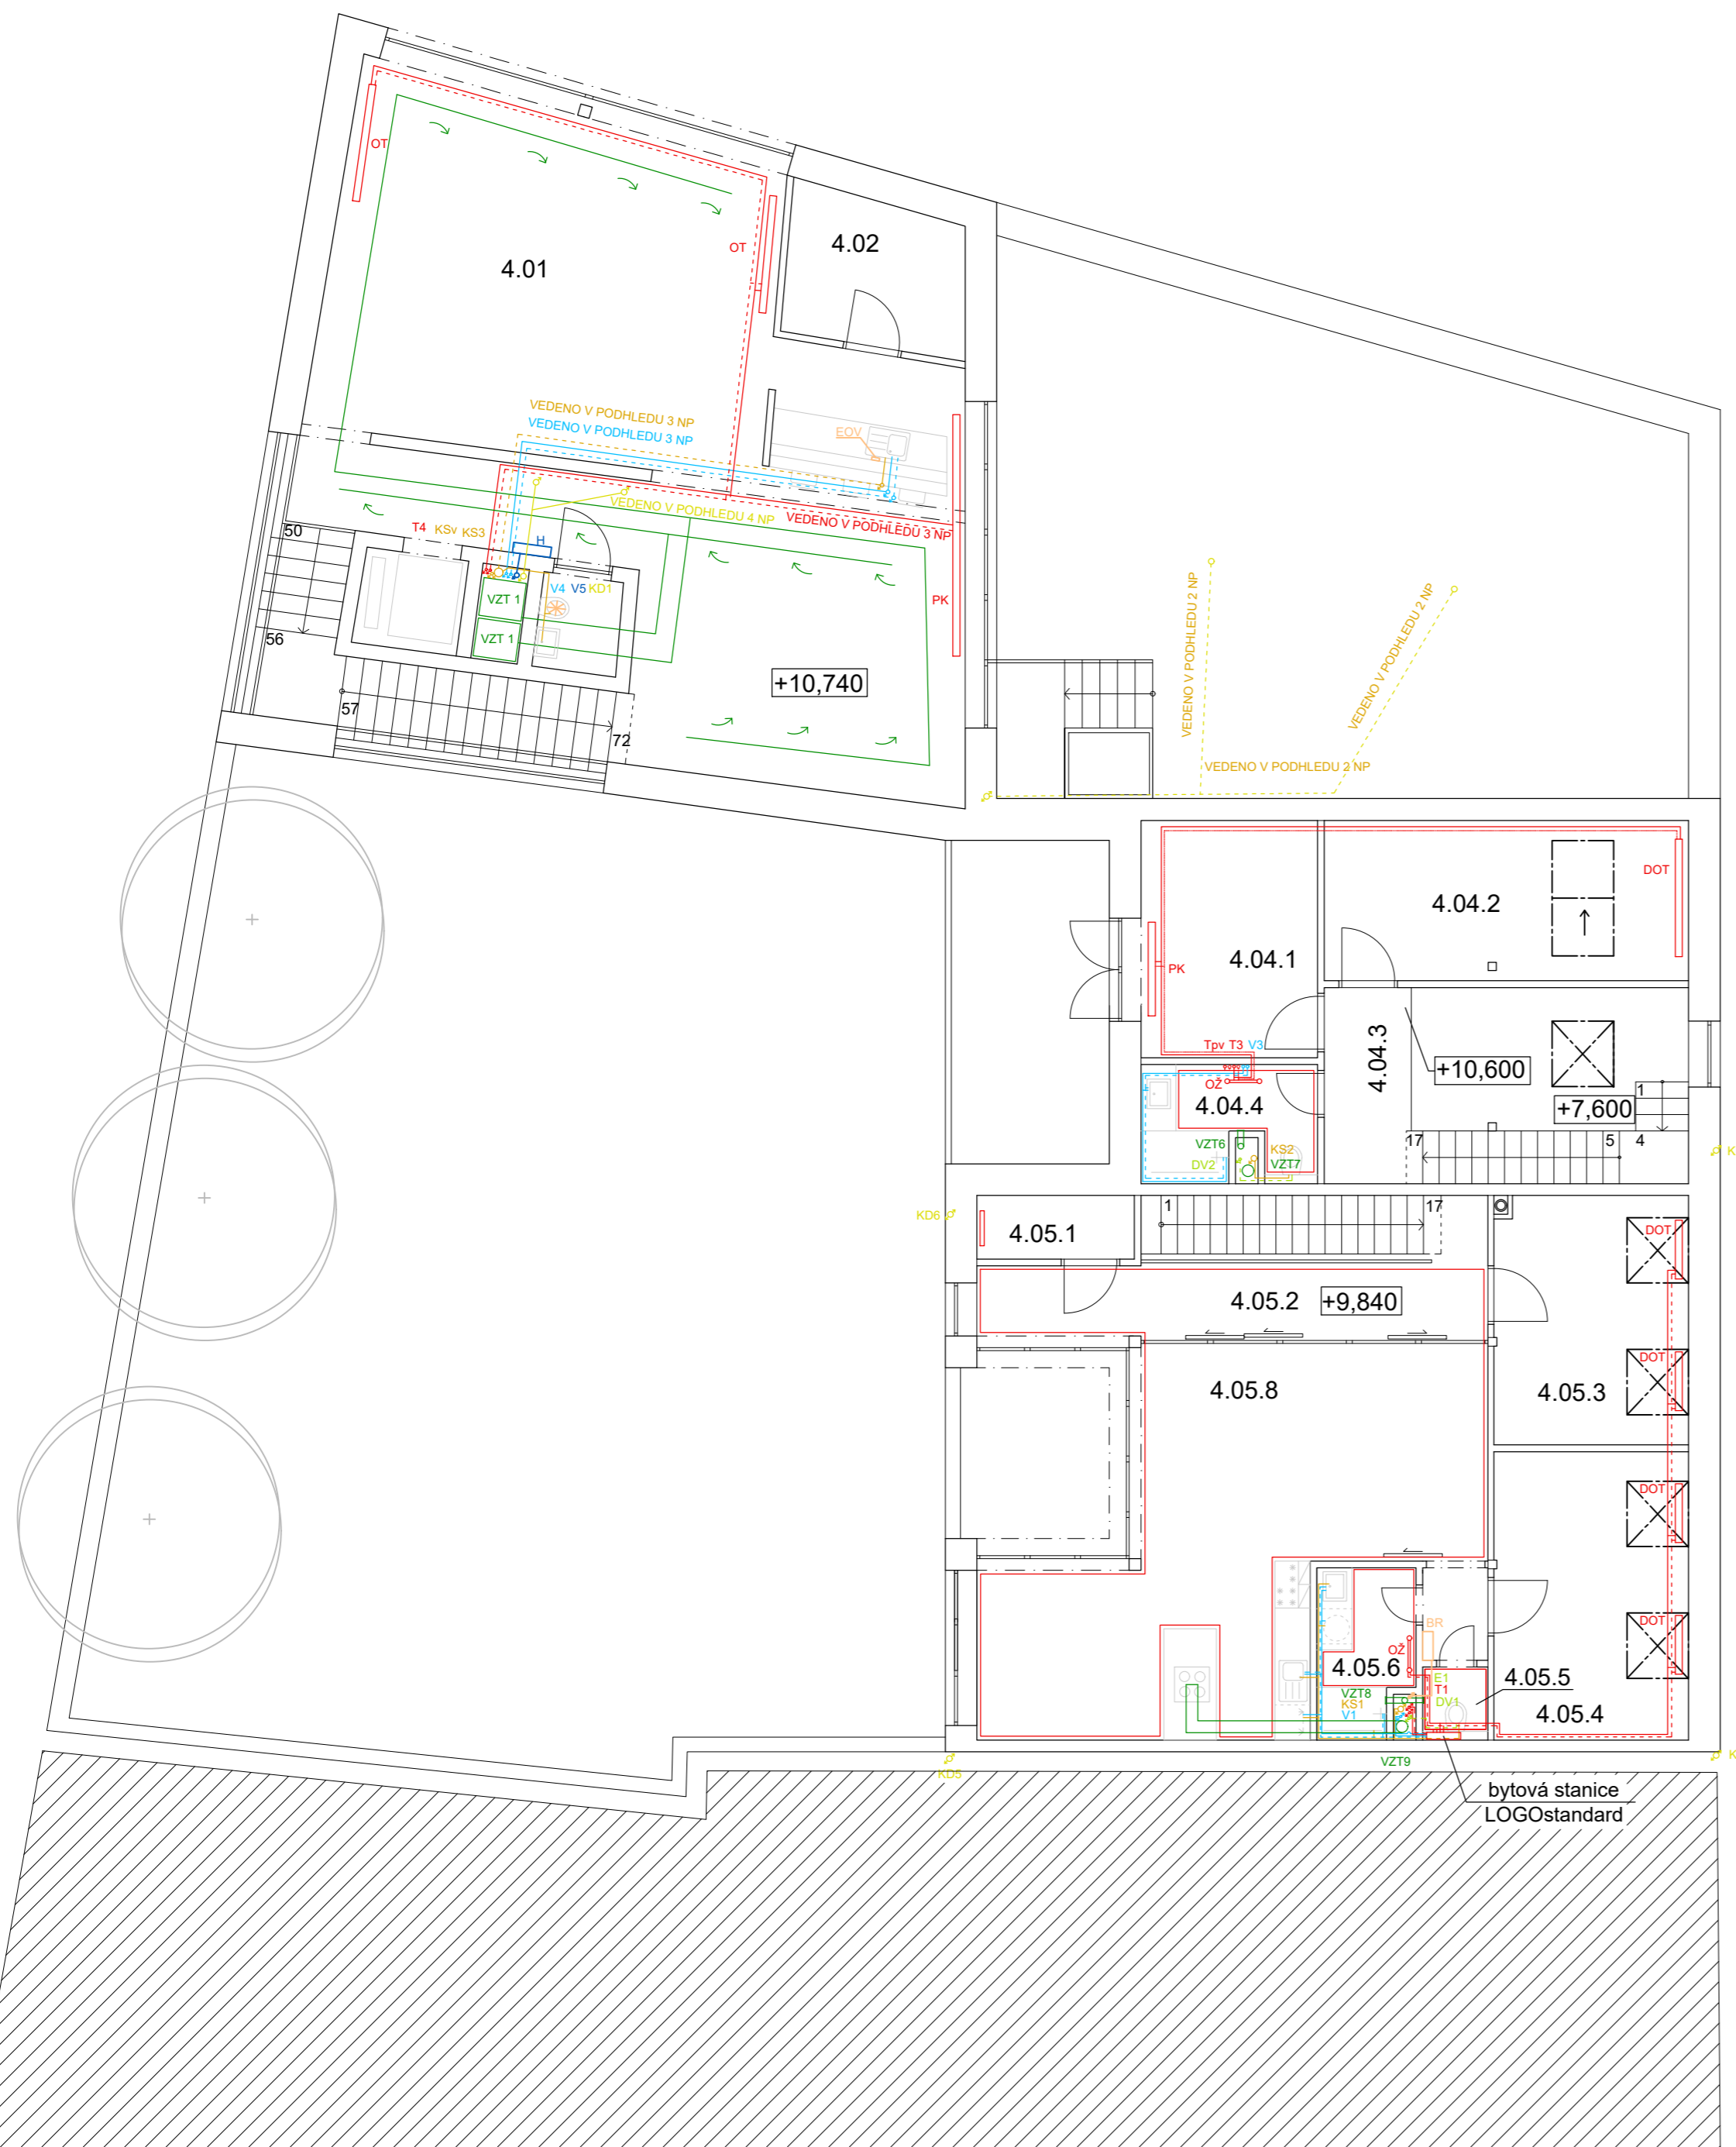 OT
4.01
OT
4.02
VEDENO V PODHLEDU 3 NP
VEDENO V PODHLEDU 3 NP
EOV
VEDENO V PODHLEDU 4 NP
VEDENO V PODHLEDU 3 NP
50
T4 KSv KS3
H
V4 V5 KD1
VZT 1
VZT 1
PK
56
57
72
+10,740
VEDENO V PODHLEDU 2 NP
VEDENO V PODHLEDU 2 NP
VEDENO V PODHLEDU 2 NP
DOT
4.04.2
4.04.1
PK
4.04.3
Tpv T3 V3
+10,600
OŽ
4.04.4
+7,600
1
17
5
4
VZT6
KS2
DV2
VZT7
K
KD6
4.05.1
1
17
DOT
4.05.2
+9,840
DOT
4.05.8
4.05.3
DOT
DOT
BR
OŽ
4.05.6
4.05.5
E1
T1
DV1
VZT8
KS1
V1
4.05.4
KD5
VZT9
K
bytová stanice
LOGOstandard